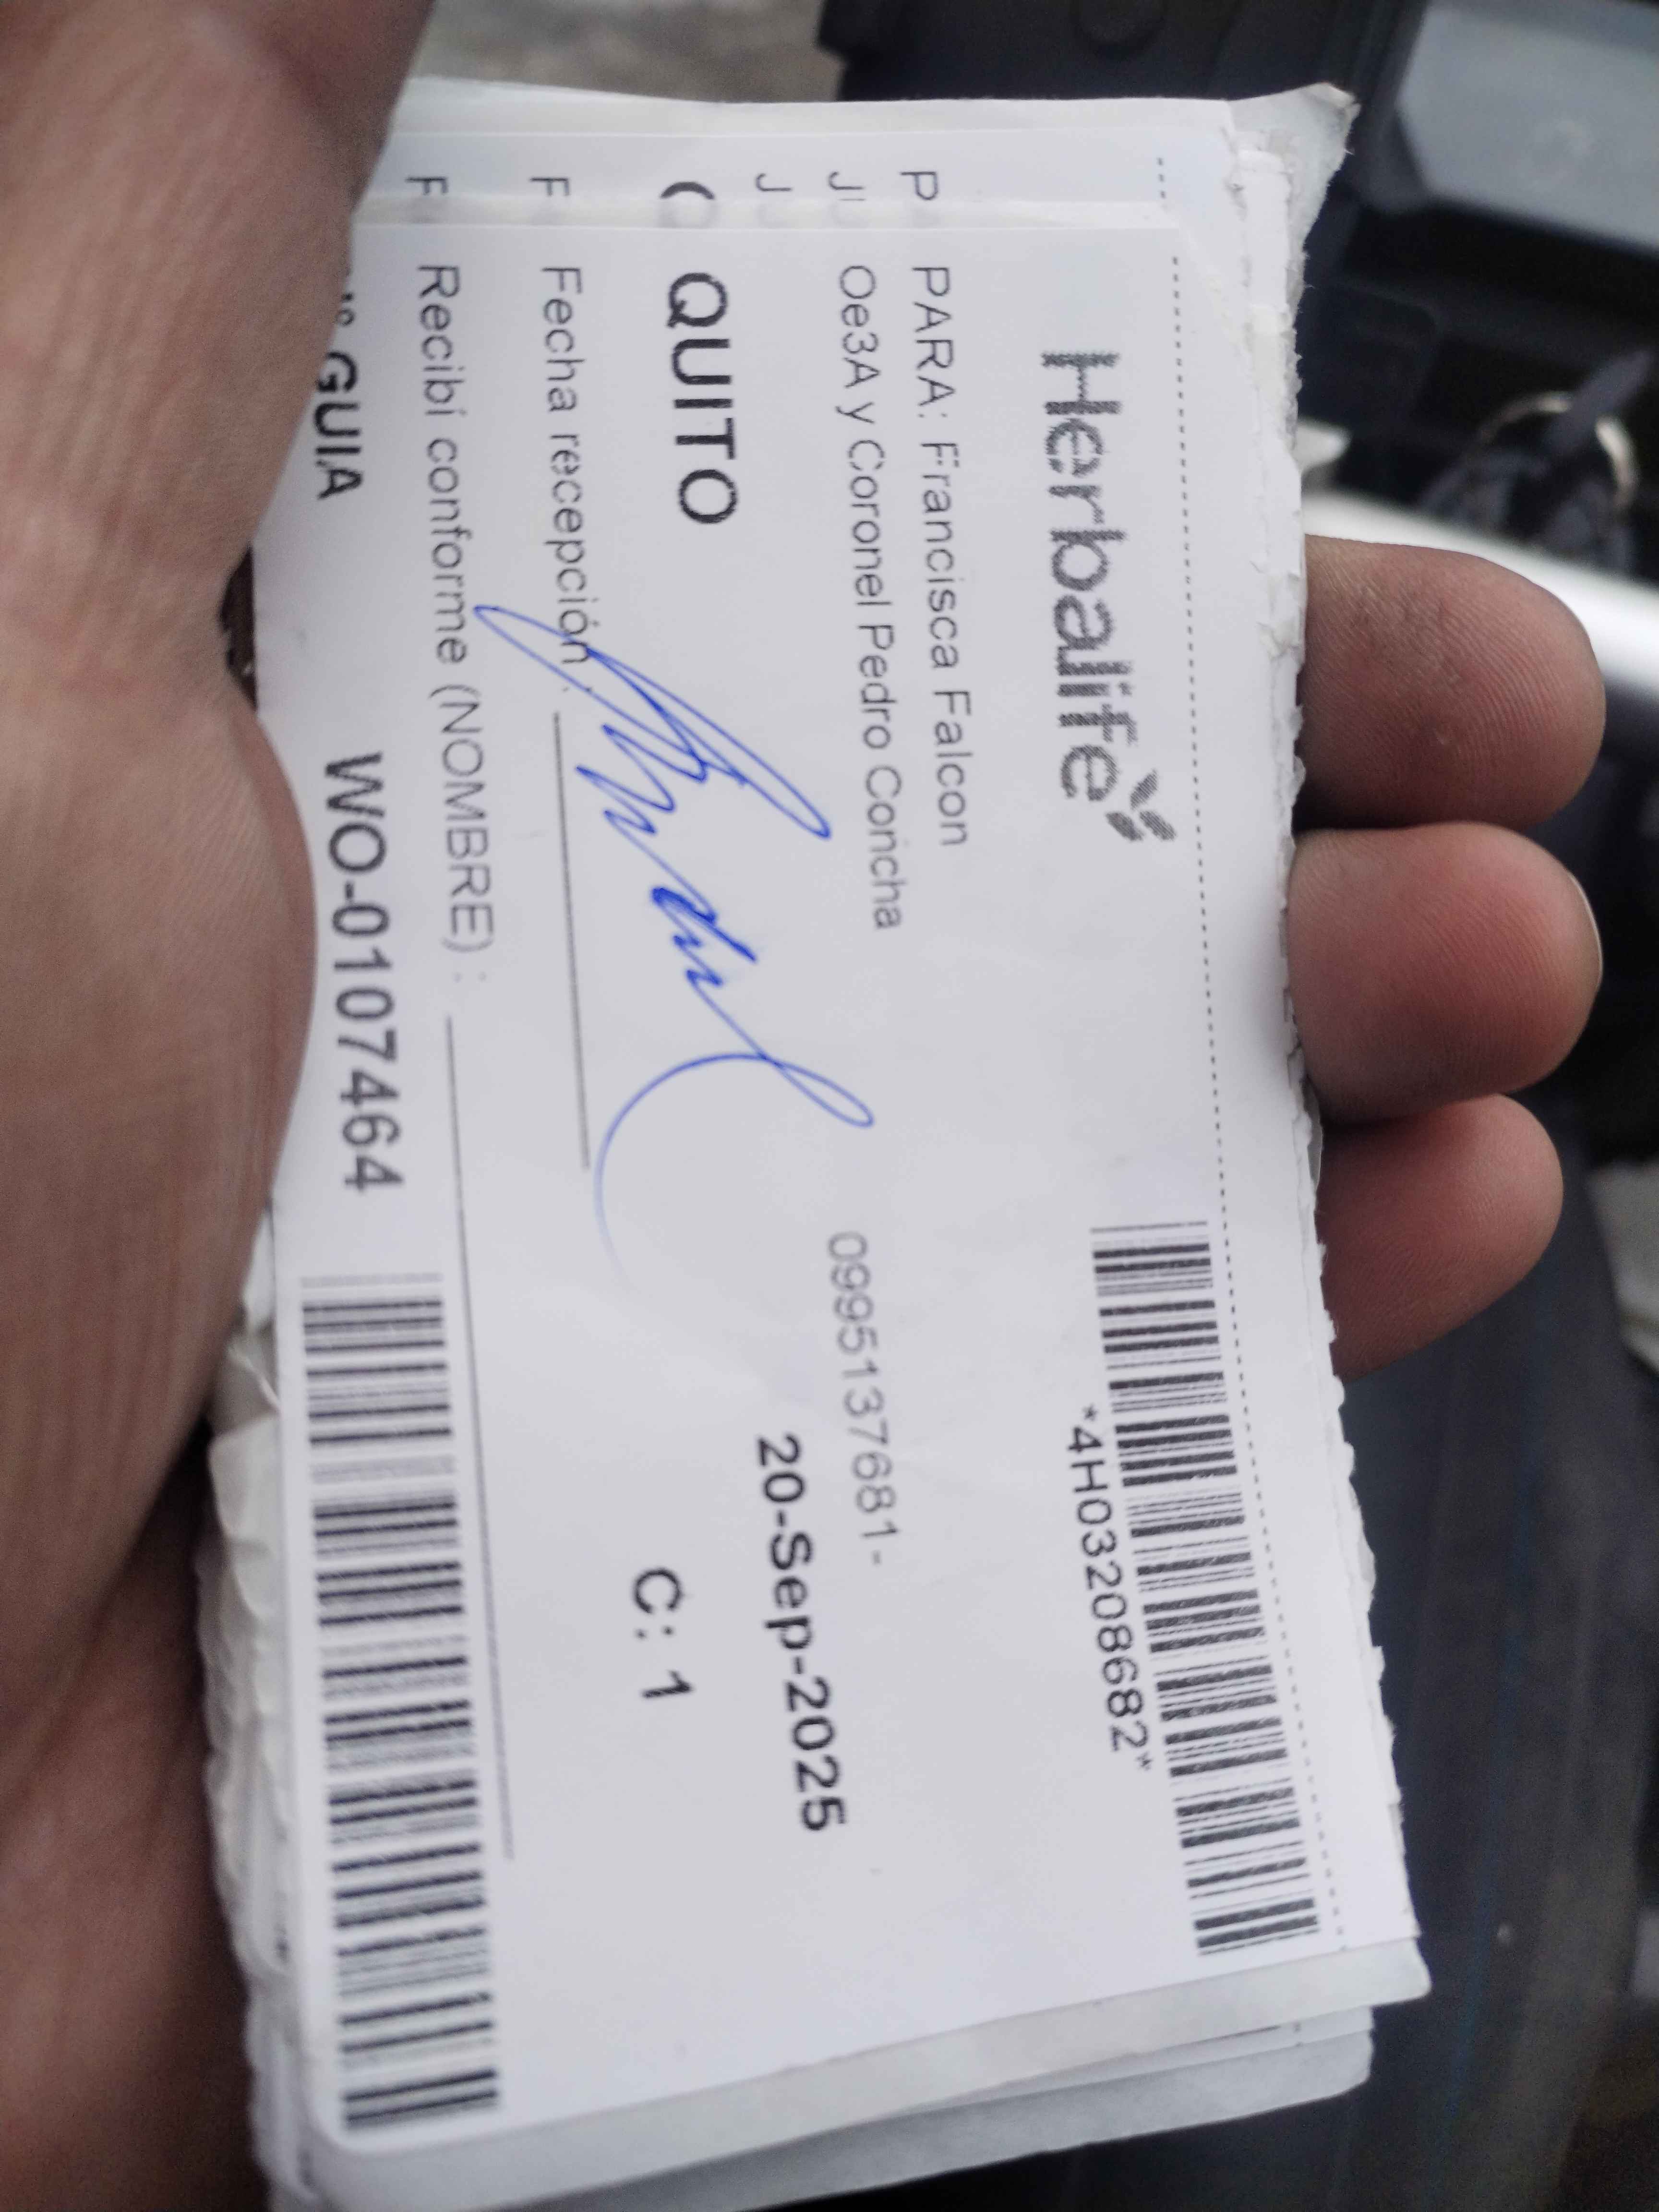 Herbalife
*4H03208682*
PARA: Francisca Falcon
Oe3A y Coronel Pedro Concha
0995137681-
20-Sep-2025
QUITO
C: 1
Fecha recepción:
Recibí conforme (NOMBRE) :
GUIA
WO-0107464